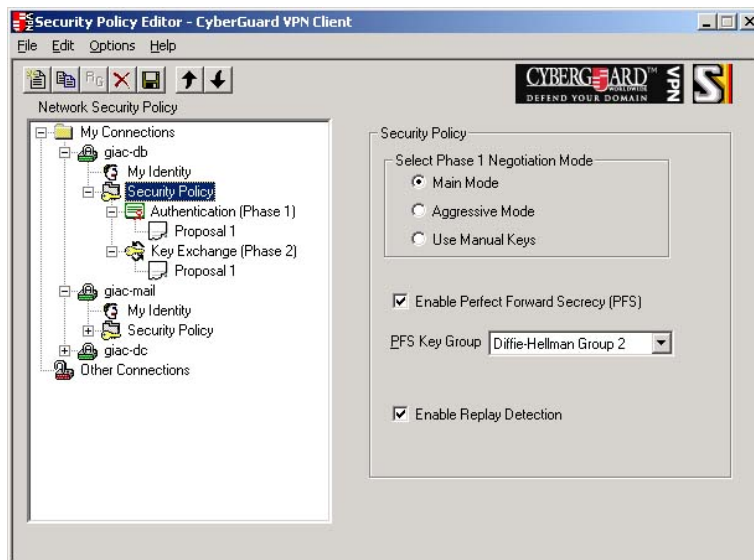 Security Policy Editor - CyberGuard VPN Client
File Edit Options Help
CYBERGUARD™
WORLDWIDE
DEFEND YOUR DOMAIN
VPN
Network Security Policy
My Connections
giac-db
My Identity
Security Policy
Authentication (Phase 1)
Proposal 1
Key Exchange (Phase 2)
Proposal 1
giac-mail
My Identity
Security Policy
giac-dc
Other Connections
Security Policy
Select Phase 1 Negotiation Mode
Main Mode
Aggressive Mode
Use Manual Keys
Enable Perfect Forward Secrecy (PFS)
PFS Key Group Diffie-Hellman Group 2
Enable Replay Detection